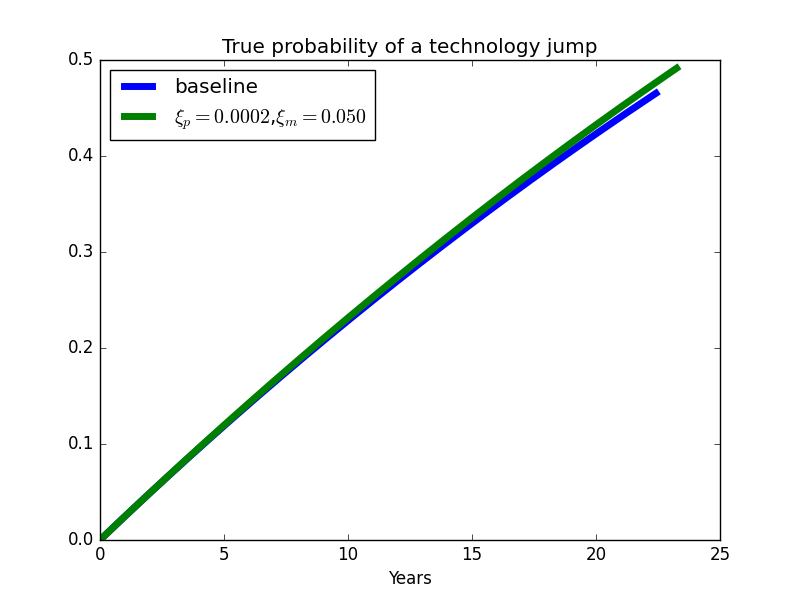 True probability of a technology jump
baseline
ξₚ = 0.0002,ξₘ = 0.050
0.5
0.4
0.3
0.2
0.1
0.0
0 5 10 15 20 25
Years